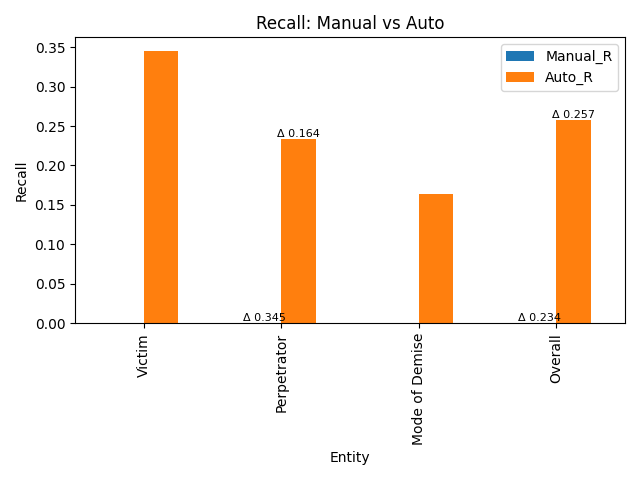 Recall: Manual vs Auto
Manual_R
Auto_R
Recall
0.35
0.30
0.25
0.20
0.15
0.10
0.05
0.00
Δ 0.345
Δ 0.164
Δ 0.234
Δ 0.257
Victim
Perpetrator
Mode of Demise
Overall
Entity